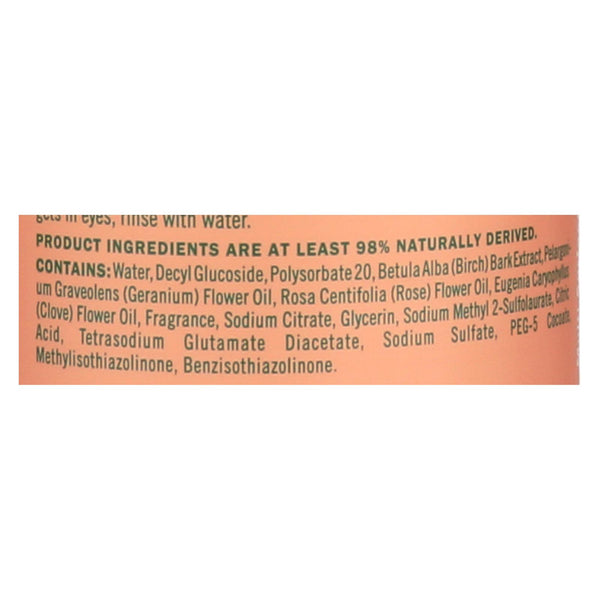 gets in eyes, rinse with water.
PRODUCT INGREDIENTS ARE AT LEAST 98% NATURALLY DERIVED.
CONTAINS: Water, Decyl Glucoside, Polysorbate 20, Betula Alba (Birch) Bark Extract, Pelargoni-
um Graveolens (Geranium) Flower Oil, Rosa Centifolia (Rose) Flower Oil, Eugenia Caryophyllus
(Clove) Flower Oil, Fragrance, Sodium Citrate, Glycerin, Sodium Methyl 2-Sulfolaurate, Citric
Acid, Tetrasodium Glutamate Diacetate, Sodium Sulfate, PEG-5 Cocoate,
Methylisothiazolinone, Benzisothiazolinone.